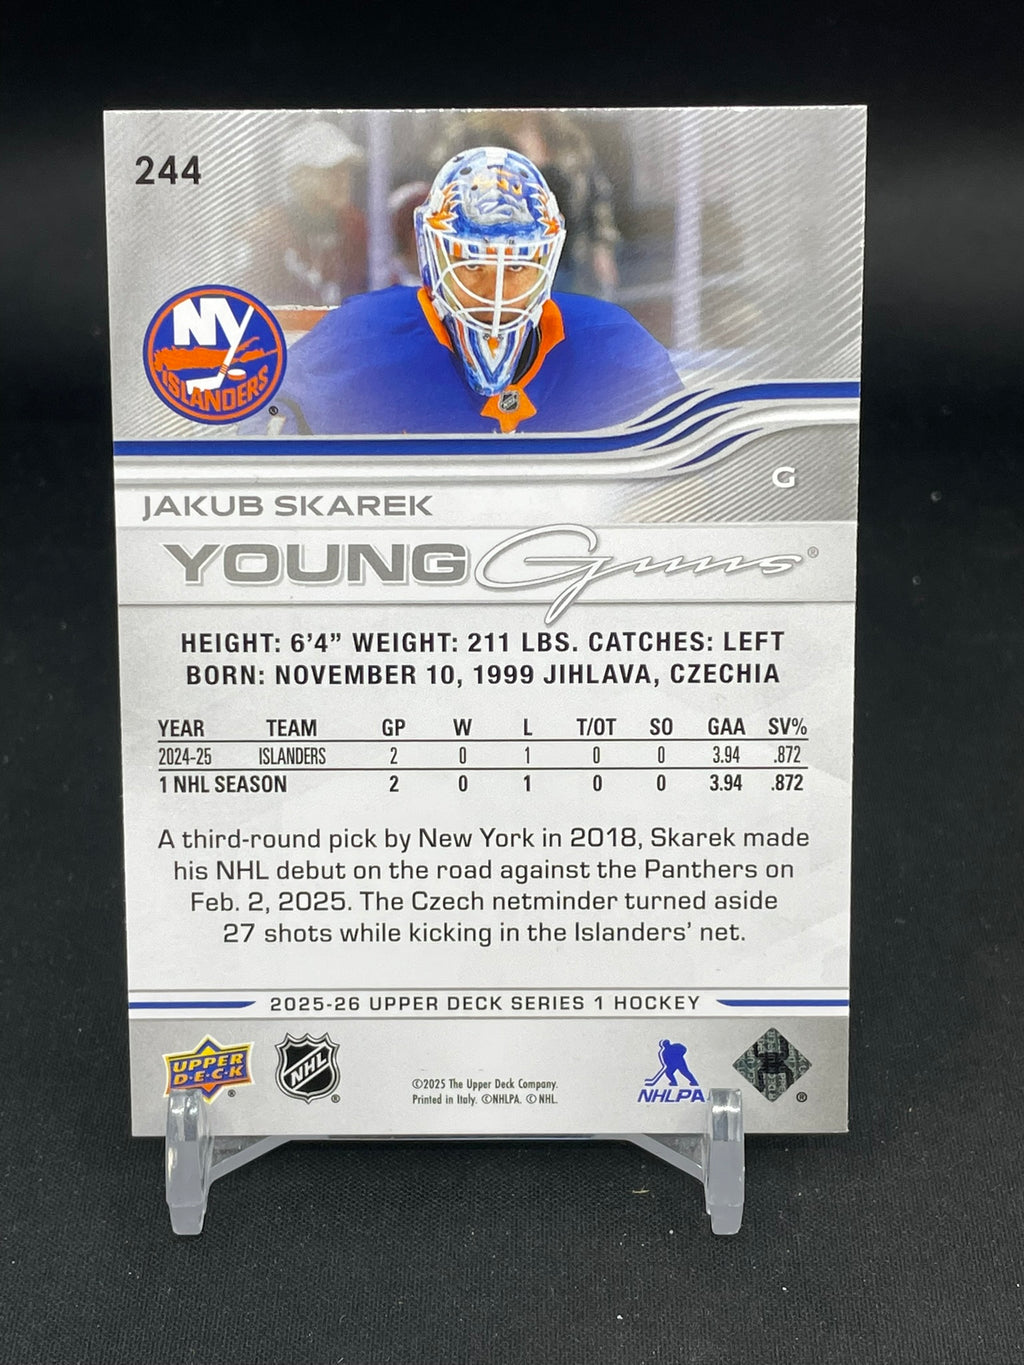 244
NY
ISLANDERS
G
JAKUB SKAREK
YOUNG Guns®
HEIGHT: 6'4" WEIGHT: 211 LBS. CATCHES: LEFT
BORN: NOVEMBER 10, 1999 JIHLAVA, CZECHIA
YEAR TEAM GP W L T/OT SO GAA SV%
2024-25 ISLANDERS 2 0 1 0 0 3.94 .872
1 NHL SEASON 2 0 1 0 0 3.94 .872
A third-round pick by New York in 2018, Skarek made
his NHL debut on the road against the Panthers on
Feb. 2, 2025. The Czech netminder turned aside
27 shots while kicking in the Islanders' net.
2025-26 UPPER DECK SERIES 1 HOCKEY
UPPER
D·E·C·K
®
NHL
®
©2025 The Upper Deck Company.
Printed in Italy. ©NHLPA. © NHL.
NHLPA
®